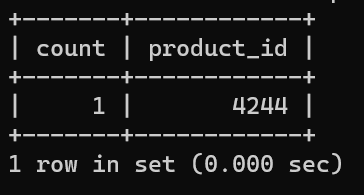 +-------+------------+
| count | product_id |
+-------+------------+
|     1 |       4244 |
+-------+------------+
1 row in set (0.000 sec)